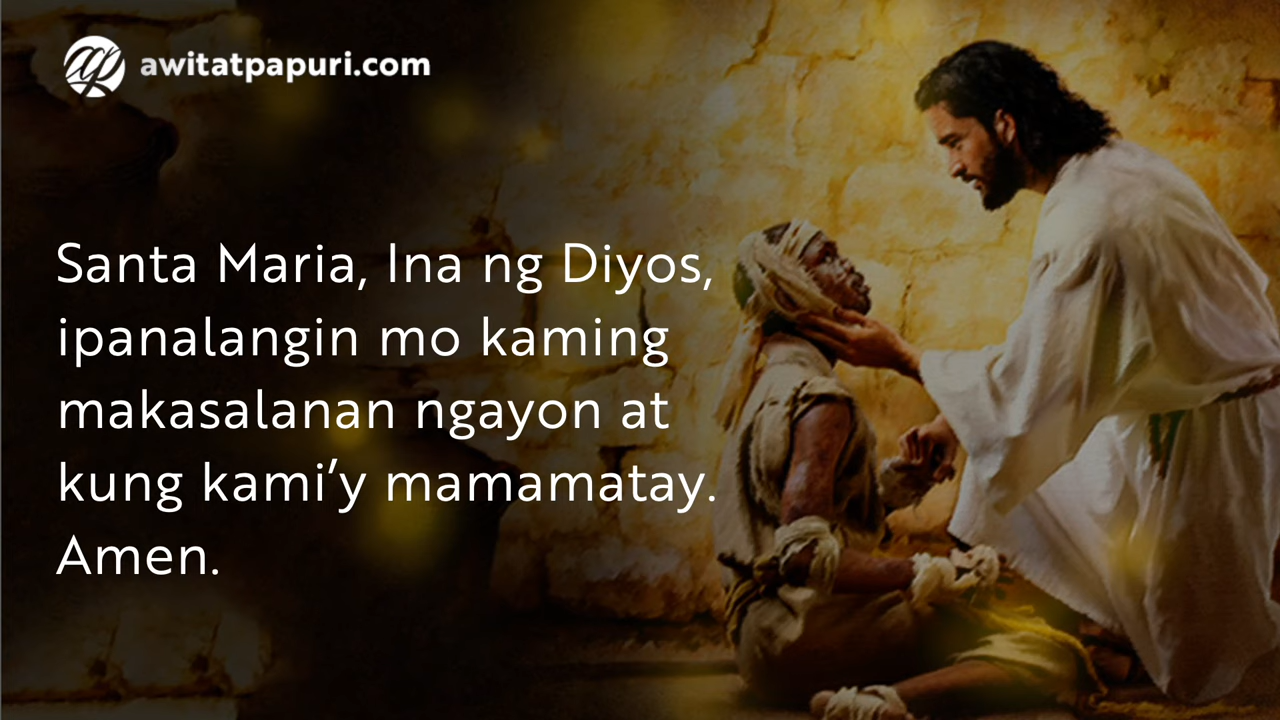 awitatpapuri.com
Santa Maria, Ina ng Diyos,
ipanalangin mo kaming
makasalanan ngayon at
kung kami’y mamamatay.
Amen.